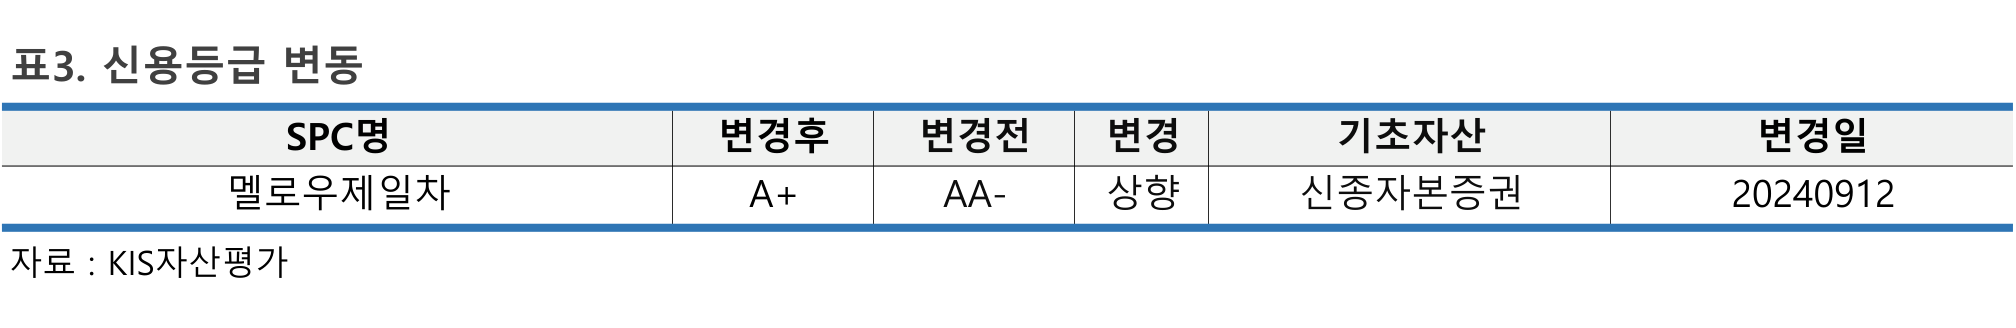 표3. 신용등급 변동
SPC명 변경후 변경전 변경 기초자산 변경일
멜로우제일차 A+ AA- 상향 신종자본증권 20240912
자료 : KIS자산평가